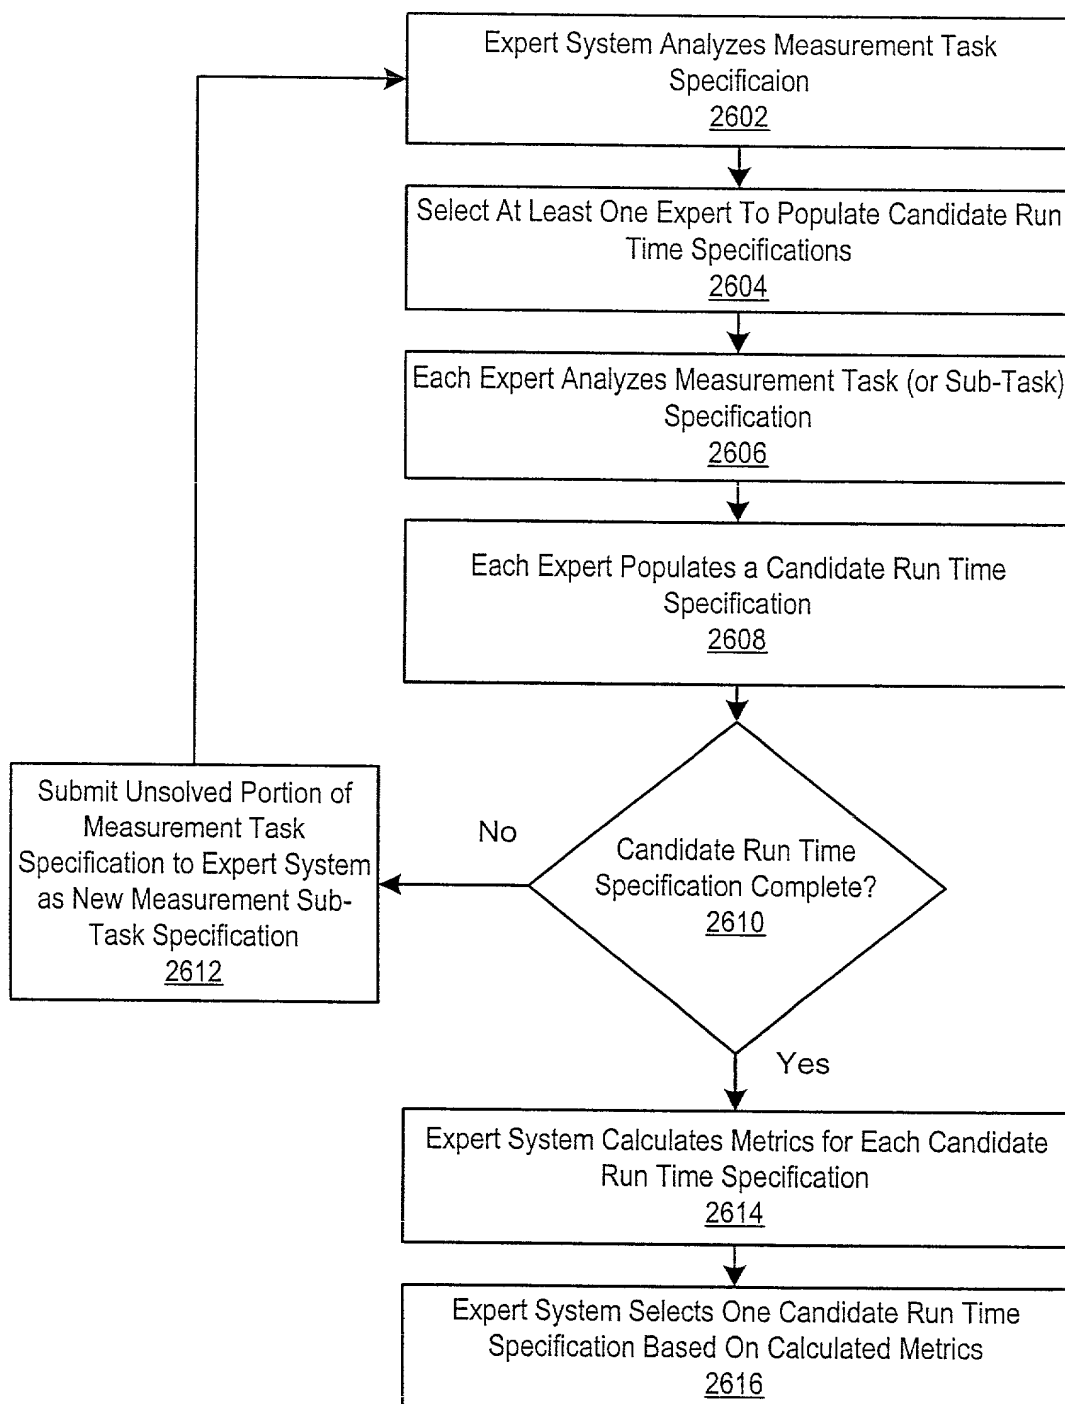 Expert System Analyzes Measurement Task
Specificaion
2602
Select At Least One Expert To Populate Candidate Run
Time Specifications
2604
Each Expert Analyzes Measurement Task (or Sub-Task)
Specification
2606
Each Expert Populates a Candidate Run Time
Specification
2608
Submit Unsolved Portion of
Measurement Task
Specification to Expert System
as New Measurement Sub-
Task Specification
2612
No
Candidate Run Time
Specification Complete?
2610
Yes
Expert System Calculates Metrics for Each Candidate
Run Time Specification
2614
Expert System Selects One Candidate Run Time
Specification Based On Calculated Metrics
2616